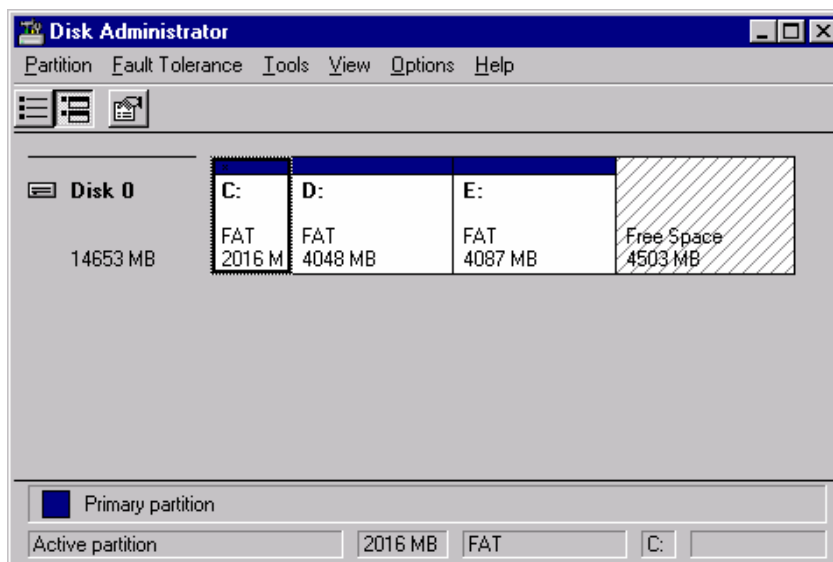 Disk Administrator
Partition Fault Tolerance Tools View Options Help
Disk 0
14653 MB
C:
FAT
2016 M
D:
FAT
4048 MB
E:
FAT
4087 MB
Free Space
4503 MB
Primary partition
Active partition 2016 MB FAT C: